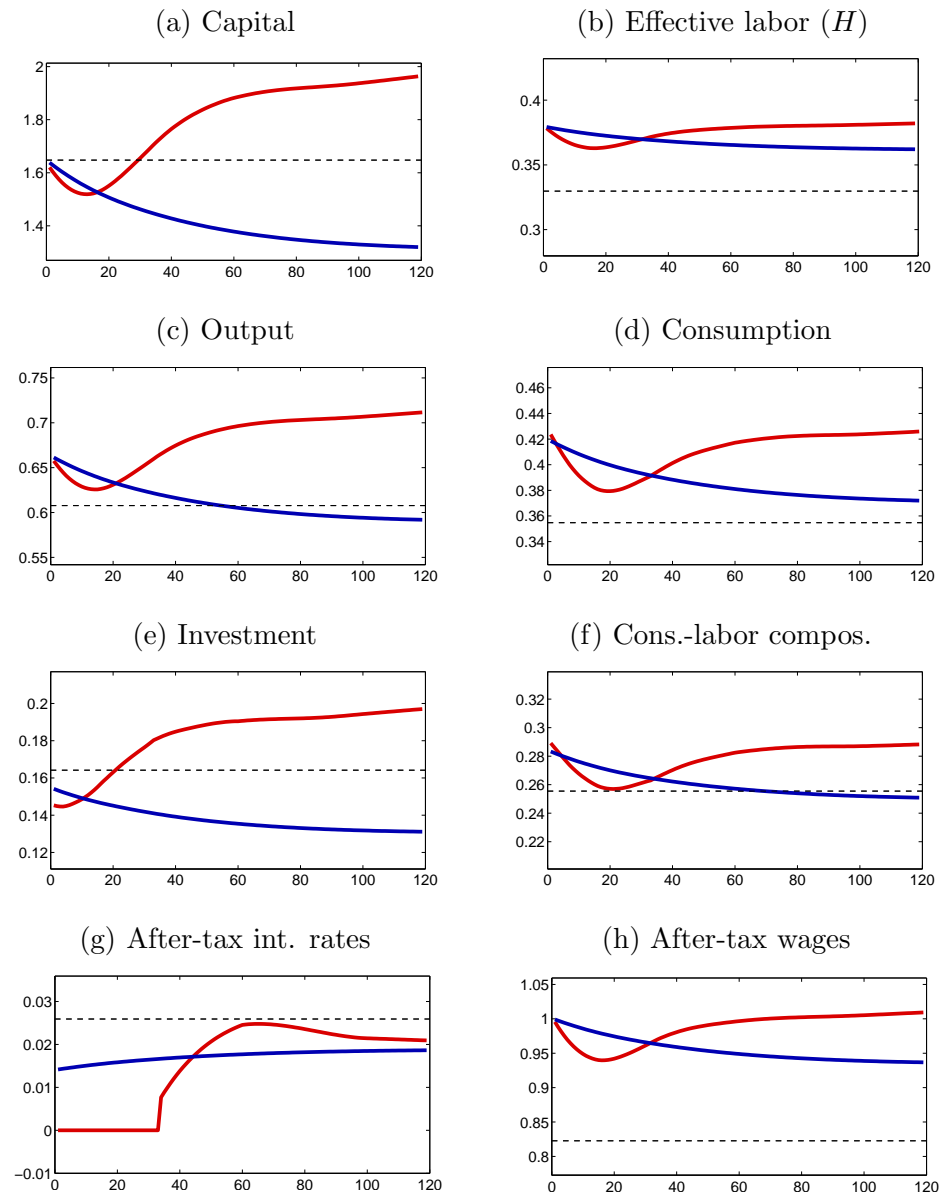 (a) Capital
2
1.8
1.6
1.4
0 20 40 60 80 100 120
(b) Effective labor (H)
0.4
0.35
0.3
0 20 40 60 80 100 120
(c) Output
0.75
0.7
0.65
0.6
0.55
0 20 40 60 80 100 120
(d) Consumption
0.46
0.44
0.42
0.4
0.38
0.36
0.34
0 20 40 60 80 100 120
(e) Investment
0.2
0.18
0.16
0.14
0.12
0 20 40 60 80 100 120
(f) Cons.-labor compos.
0.32
0.3
0.28
0.26
0.24
0.22
0 20 40 60 80 100 120
(g) After-tax int. rates
0.03
0.02
0.01
0
−0.01
0 20 40 60 80 100 120
(h) After-tax wages
1.05
1
0.95
0.9
0.85
0.8
0 20 40 60 80 100 120